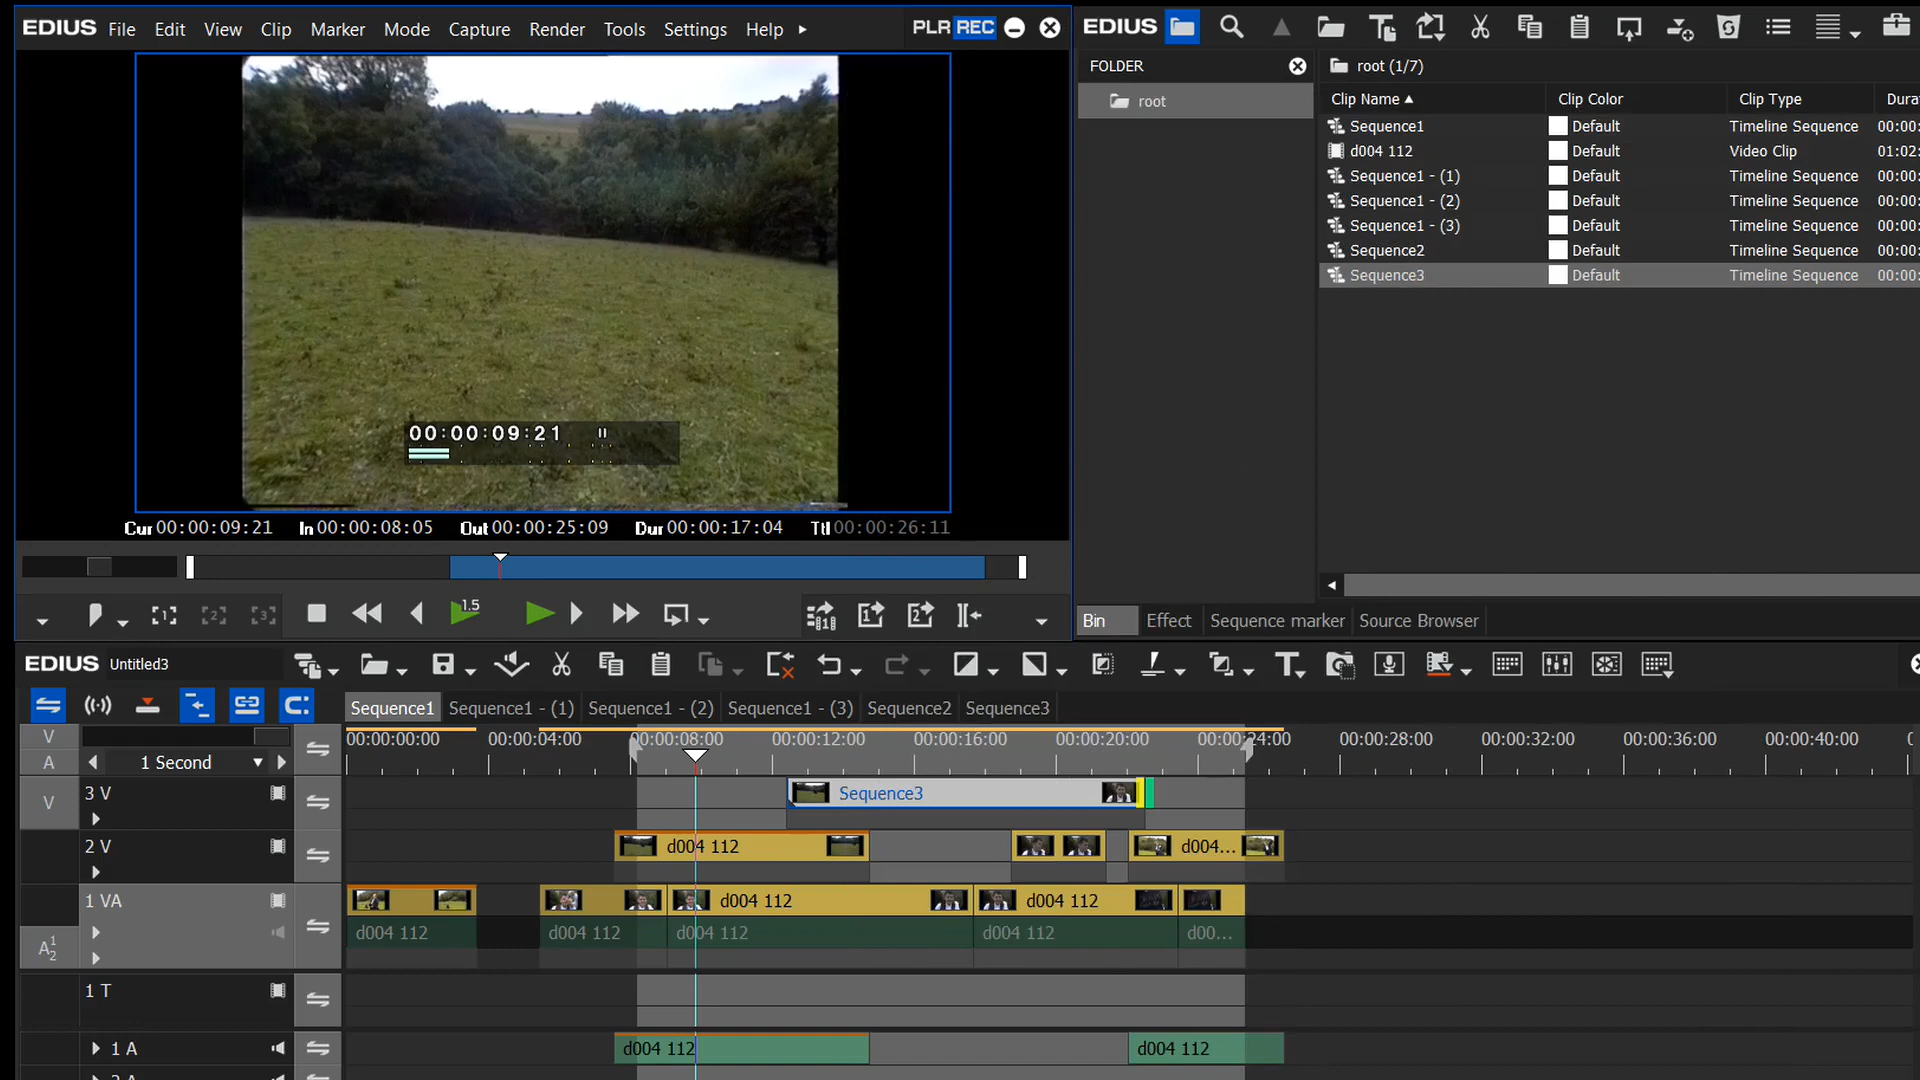 EDIUS File Edit View Clip Marker Mode Capture Render Tools Settings Help PLR REC
00:00:09:21
Cur 00:00:09:21 In 00:00:08:05 Out 00:00:25:09 Dur 00:00:17:04 Ttl 00:00:26:11
1.5
EDIUS
FOLDER
root
root (1/7)
Clip Name Clip Color Clip Type Dura
Sequence1 Default Timeline Sequence 00:00:
d004 112 Default Video Clip 01:02:
Sequence1 - (1) Default Timeline Sequence 00:00:
Sequence1 - (2) Default Timeline Sequence 00:00:
Sequence1 - (3) Default Timeline Sequence 00:00:
Sequence2 Default Timeline Sequence 00:00:
Sequence3 Default Timeline Sequence 00:00:
Bin Effect Sequence marker Source Browser
EDIUS Untitled3
Sequence1 Sequence1 - (1) Sequence1 - (2) Sequence1 - (3) Sequence2 Sequence3
V
A 1 Second
00:00:00:00 00:00:04:00 00:00:08:00 00:00:12:00 00:00:16:00 00:00:20:00 00:00:24:00 00:00:28:00 00:00:32:00 00:00:36:00 00:00:40:00
V 3 V Sequence3
2 V d004 112 d004...
1 VA d004 112 d004 112
A 1 2 d004 112 d004 112 d004 112 d004 112 d00...
1 T
1 A d004 112 d004 112